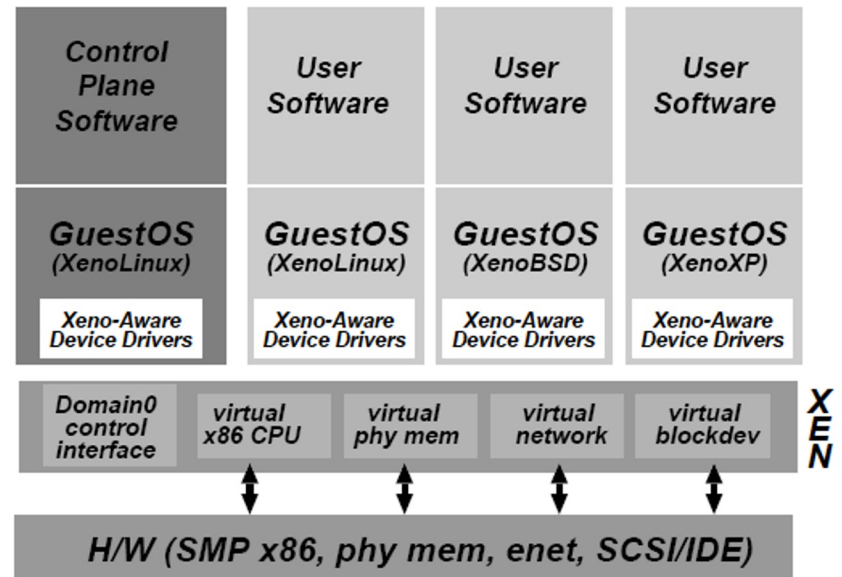 Control
Plane
Software
User
Software
User
Software
User
Software
GuestOS
(XenoLinux)
Xeno-Aware
Device Drivers
GuestOS
(XenoLinux)
Xeno-Aware
Device Drivers
GuestOS
(XenoBSD)
Xeno-Aware
Device Drivers
GuestOS
(XenoXP)
Xeno-Aware
Device Drivers
Domain0
control
interface
virtual
x86 CPU
virtual
phy mem
virtual
network
virtual
blockdev
XEN
H/W (SMP x86, phy mem, enet, SCSI/IDE)